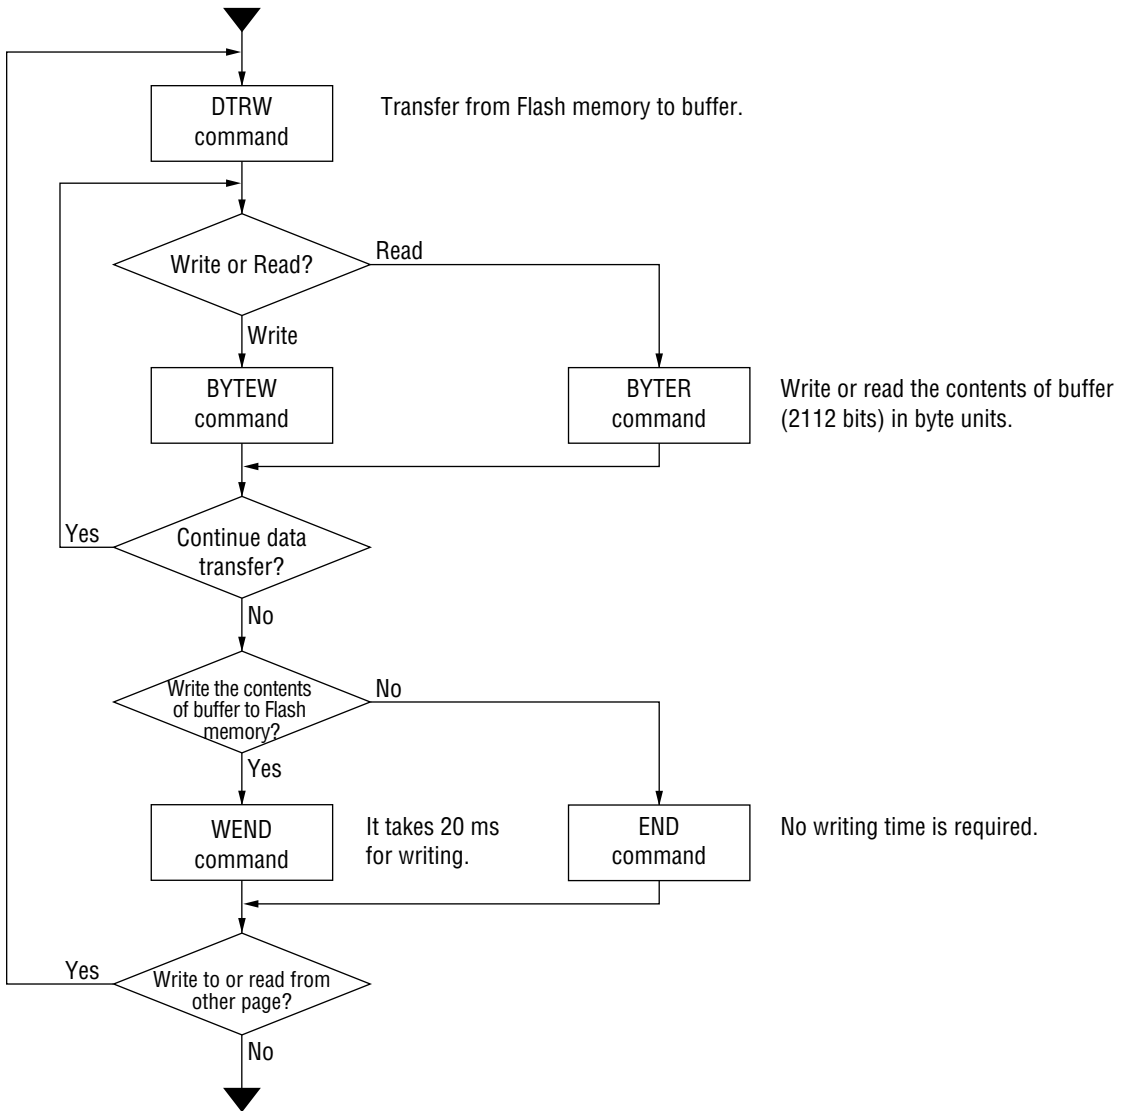 DTRW
command
Transfer from Flash memory to buffer.
Write or Read?
Read
Write
BYTEW
command
BYTER
command
Write or read the contents of buffer
(2112 bits) in byte units.
Yes
Continue data
transfer?
No
Write the contents
of buffer to Flash
memory?
No
Yes
WEND
command
It takes 20 ms
for writing.
END
command
No writing time is required.
Yes
Write to or read from
other page?
No